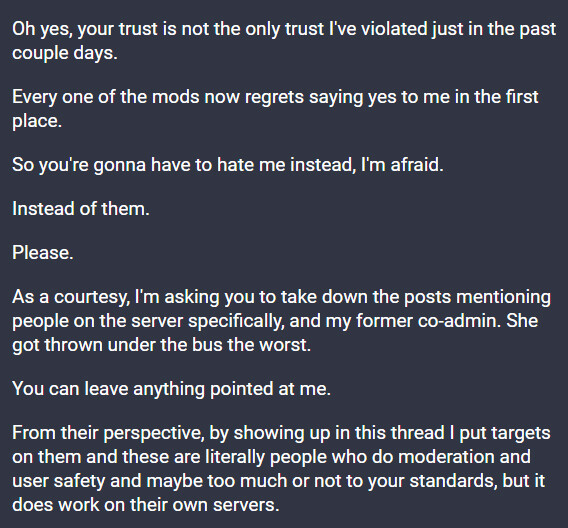 Oh yes, your trust is not the only trust I've violated just in the past
couple days.
Every one of the mods now regrets saying yes to me in the first
place.
So you're gonna have to hate me instead, I'm afraid.
Instead of them.
Please.
As a courtesy, I'm asking you to take down the posts mentioning
people on the server specifically, and my former co-admin. She
got thrown under the bus the worst.
You can leave anything pointed at me.
From their perspective, by showing up in this thread I put targets
on them and these are literally people who do moderation and
user safety and maybe too much or not to your standards, but it
does work on their own servers.